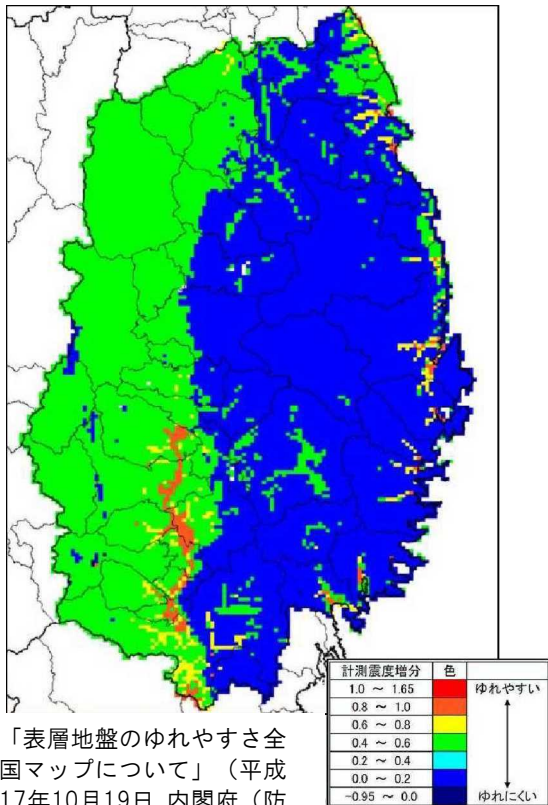 計測震度増分 色
1.0 ～ 1.65 ゆれやすい
0.8 ～ 1.0
0.6 ～ 0.8
0.4 ～ 0.6
0.2 ～ 0.4
0.0 ～ 0.2
-0.95 ～ 0.0 ゆれにくい
「表層地盤のゆれやすさ全
国マップについて」（平成
17年10月19日 内閣府（防